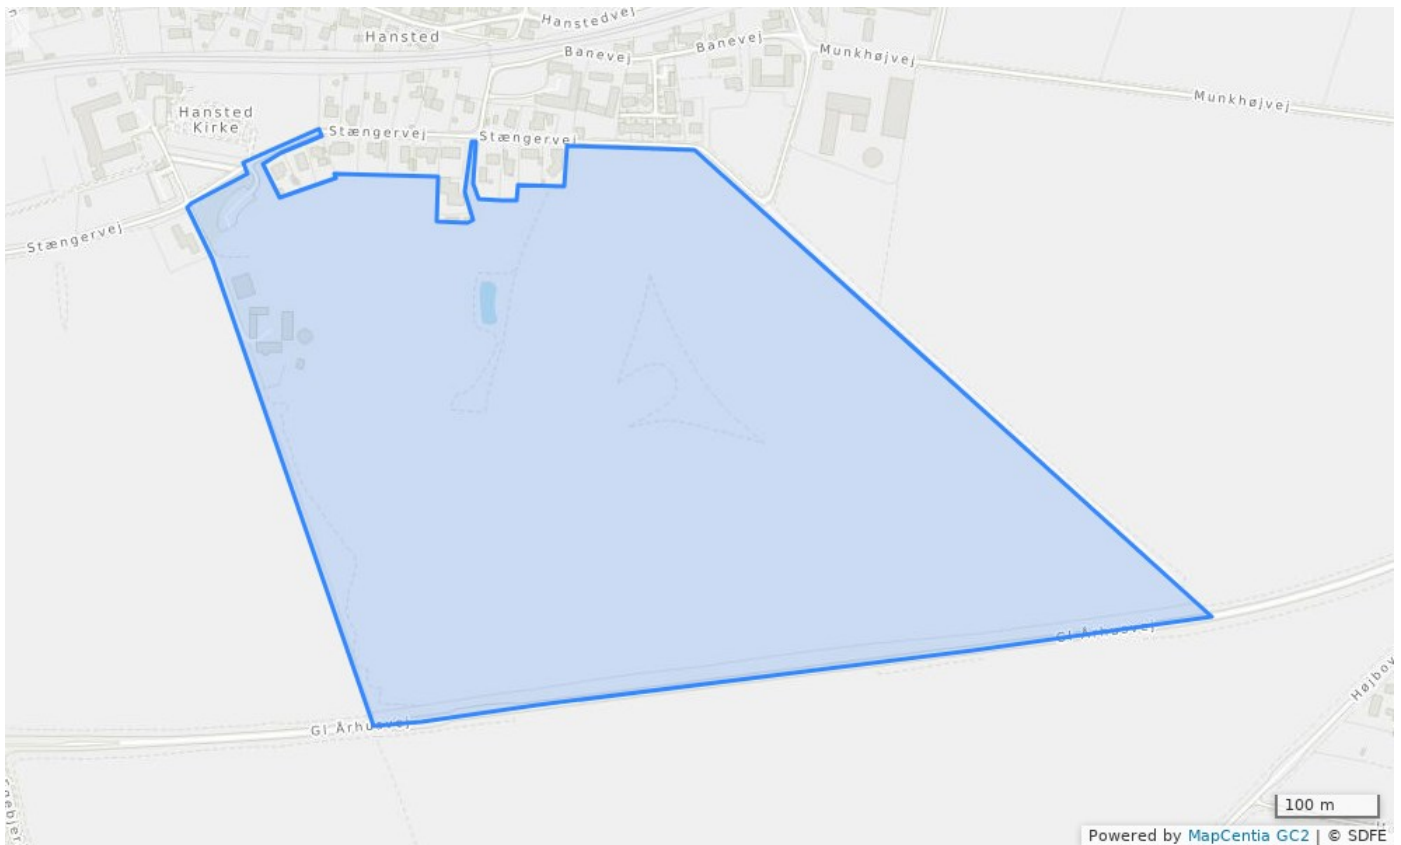 Hanstedvej
Hansted
Banevej
Banevej
Munkhøjvej
Munkhøjvej
Hansted
Kirke
Stængervej
Stængervej
Stængervej
Gl Århusvej
Gl Århusvej
Højbov
100 m
Powered by MapCentia GC2 | © SDFE